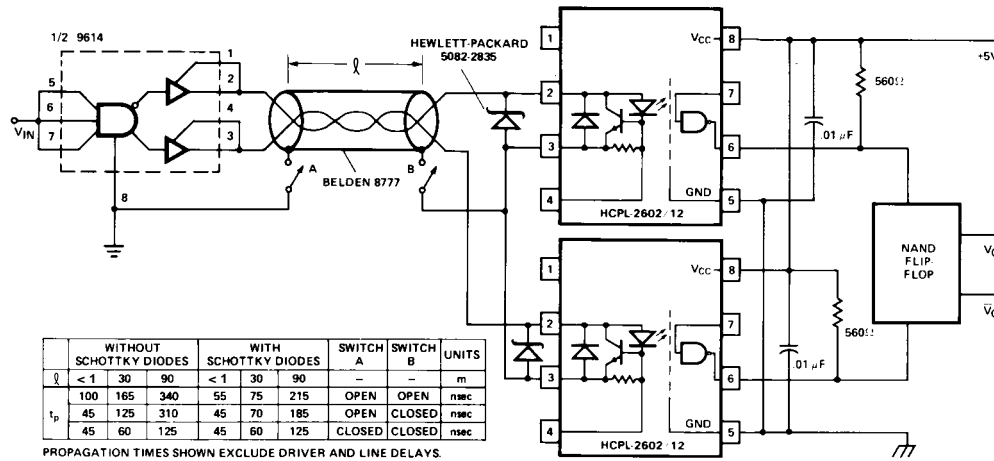 1/2 9614
1
2
4
3
5
6
7
8
VIN
ℓ
A
B
BELDEN 8777
HEWLETT-PACKARD
5082-2835
1
2
3
4
VCC
8
7
6
GND
5
HCPL-2602/12
560Ω
.01 µF
+5V
1
2
3
4
VCC
8
7
6
GND
5
HCPL-2602/12
560Ω
.01 µF
NAND
FLIP-
FLOP
WITHOUT SCHOTTKY DIODES WITH SCHOTTKY DIODES SWITCH A SWITCH B UNITS
ℓ < 1 30 90 < 1 30 90 – – m
tp 100 165 340 55 75 215 OPEN OPEN nsec
45 125 310 45 70 185 OPEN CLOSED nsec
45 60 125 45 60 125 CLOSED CLOSED nsec
PROPAGATION TIMES SHOWN EXCLUDE DRIVER AND LINE DELAYS.